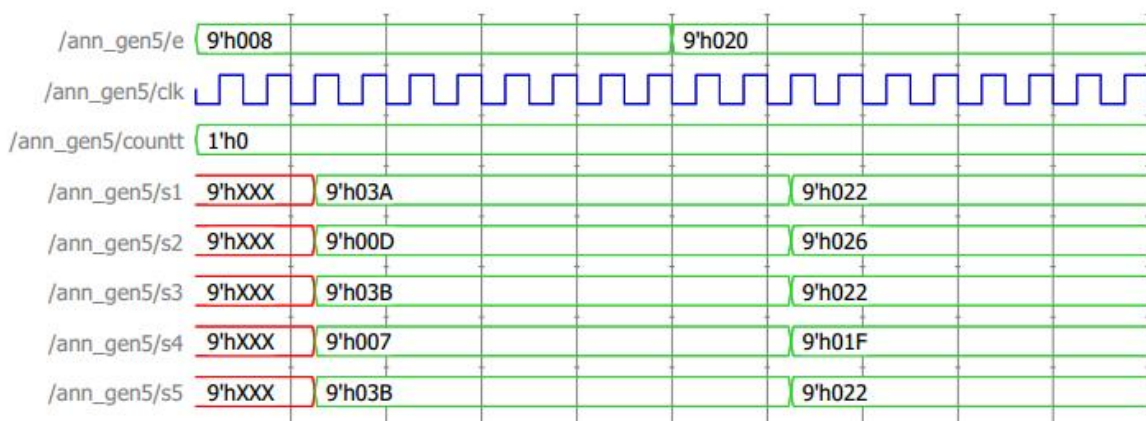 /ann_gen5/e 9'h008 9'h020
/ann_gen5/clk
/ann_gen5/countt 1'h0
/ann_gen5/s1 9'hXXX 9'h03A 9'h022
/ann_gen5/s2 9'hXXX 9'h00D 9'h026
/ann_gen5/s3 9'hXXX 9'h03B 9'h022
/ann_gen5/s4 9'hXXX 9'h007 9'h01F
/ann_gen5/s5 9'hXXX 9'h03B 9'h022